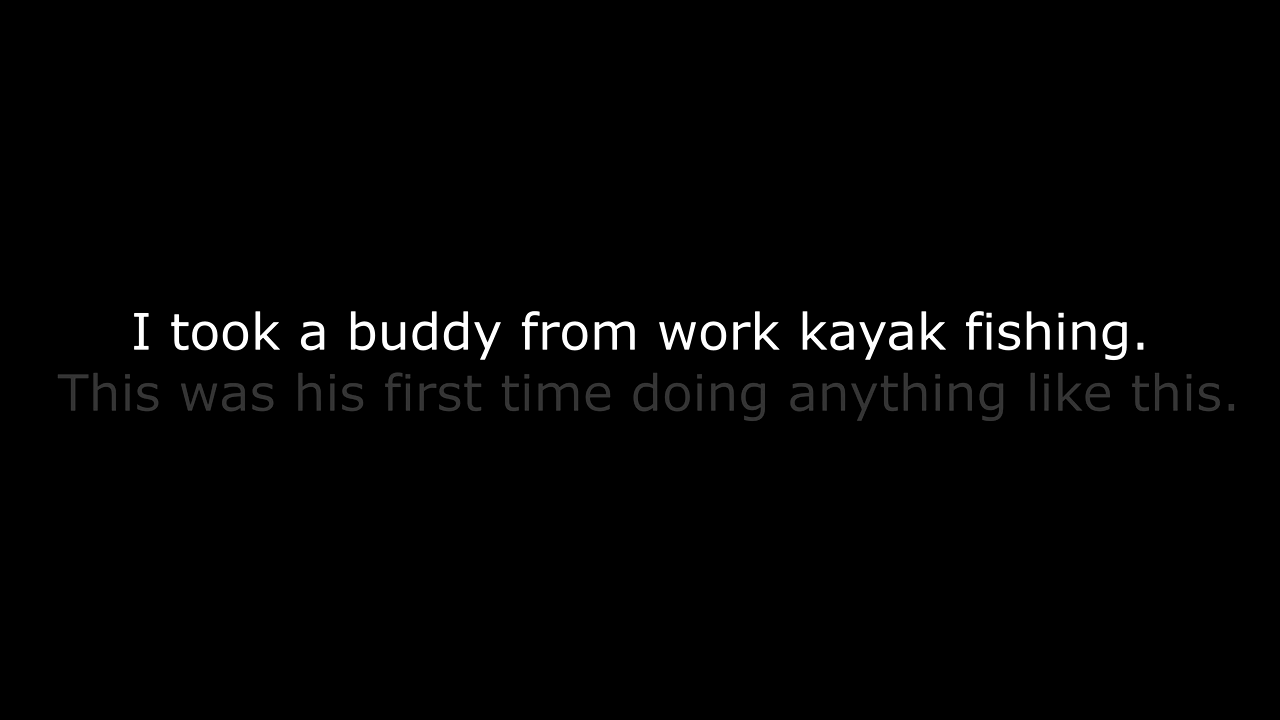 I took a buddy from work kayak fishing.
This was his first time doing anything like this.